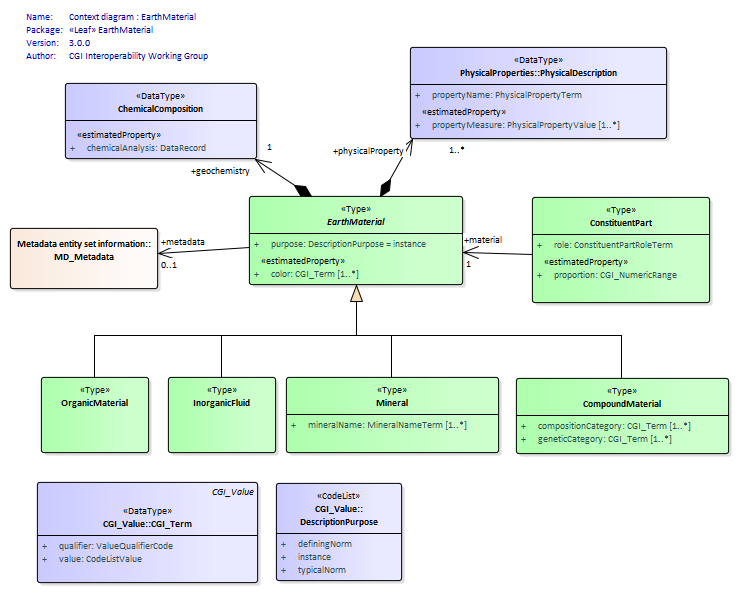 Name: Context diagram : EarthMaterial
Package: «Leaf» EarthMaterial
Version: 3.0.0
Author: CGI Interoperability Working Group
«DataType»
PhysicalProperties::PhysicalDescription
+ propertyName: PhysicalPropertyTerm
«estimatedProperty»
+ propertyMeasure: PhysicalPropertyValue [1..*]
«DataType»
ChemicalComposition
«estimatedProperty»
+ chemicalAnalysis: DataRecord
1
+geochemistry
+physicalProperty
1..*
«Type»
EarthMaterial
+ purpose: DescriptionPurpose = instance
«estimatedProperty»
+ color: CGI_Term [1..*]
«Type»
ConstituentPart
+ role: ConstituentPartRoleTerm
«estimatedProperty»
+ proportion: CGI_NumericRange
+material
1
Metadata entity set information::
MD_Metadata
+metadata
0..1
«Type»
OrganicMaterial
«Type»
InorganicFluid
«Type»
Mineral
+ mineralName: MineralNameTerm [1..*]
«Type»
CompoundMaterial
+ compositionCategory: CGI_Term [1..*]
+ geneticCategory: CGI_Term [1..*]
CGI_Value
«DataType»
CGI_Value::CGI_Term
+ qualifier: ValueQualifierCode
+ value: CodeListValue
«CodeList»
CGI_Value::
DescriptionPurpose
+ definingNorm
+ instance
+ typicalNorm